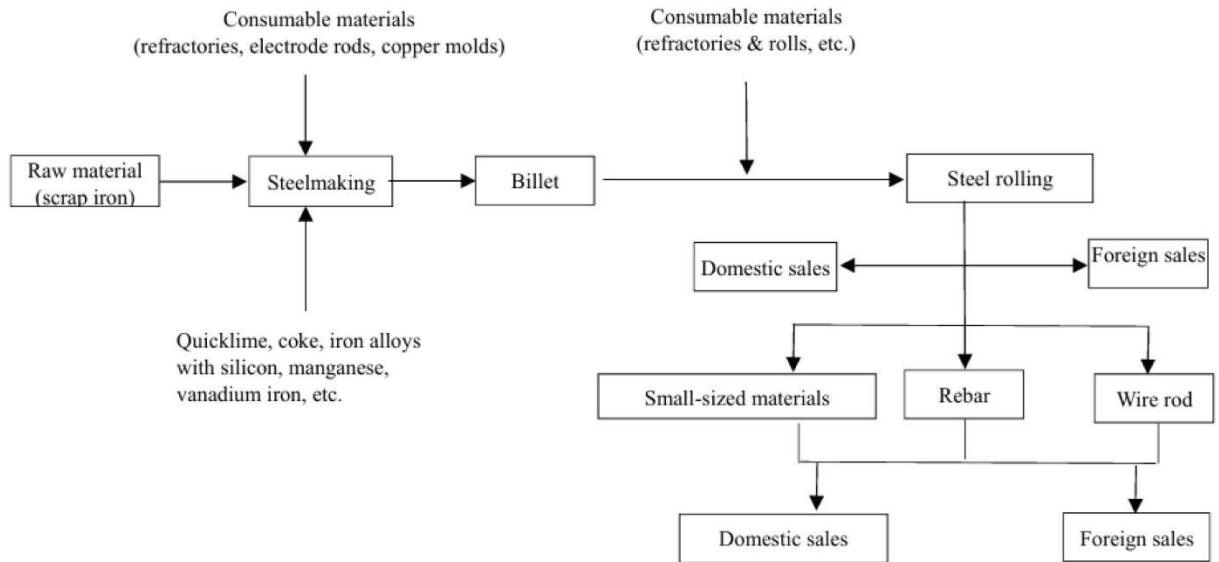 Consumable materials
(refractories, electrode rods, copper molds)
Consumable materials
(refractories & rolls, etc.)
Raw material
(scrap iron)
Steelmaking
Billet
Steel rolling
Domestic sales
Foreign sales
Quicklime, coke, iron alloys
with silicon, manganese,
vanadium iron, etc.
Small-sized materials
Rebar
Wire rod
Domestic sales
Foreign sales